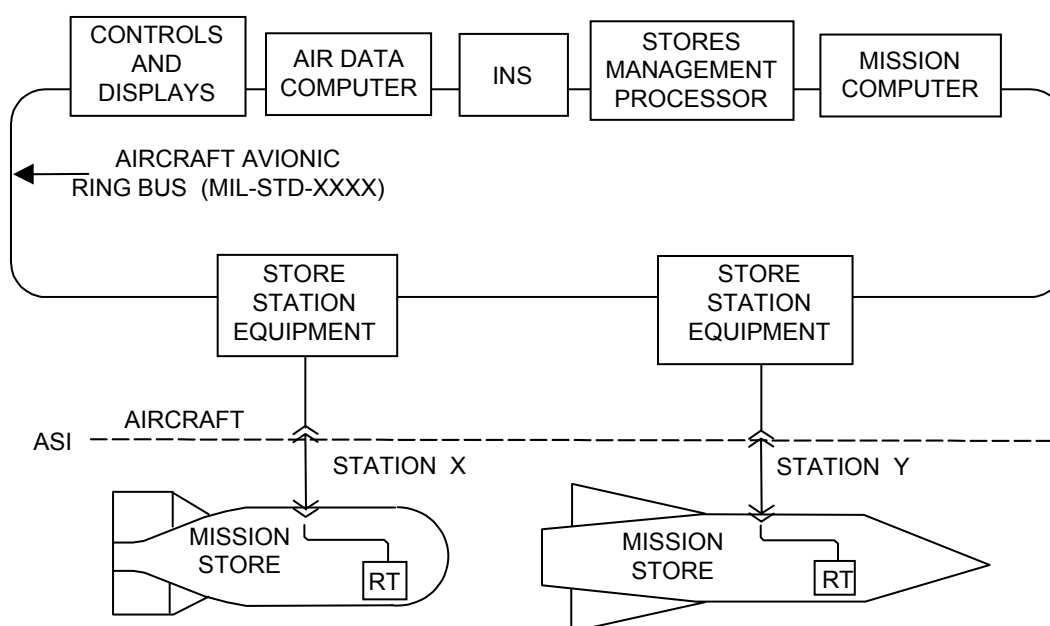 CONTROLS
AND
DISPLAYS
AIR DATA
COMPUTER
INS
STORES
MANAGEMENT
PROCESSOR
MISSION
COMPUTER
AIRCRAFT AVIONIC
RING BUS (MIL-STD-XXXX)
STORE
STATION
EQUIPMENT
STORE
STATION
EQUIPMENT
AIRCRAFT
ASI
STATION X
STATION Y
MISSION
STORE
RT
MISSION
STORE
RT